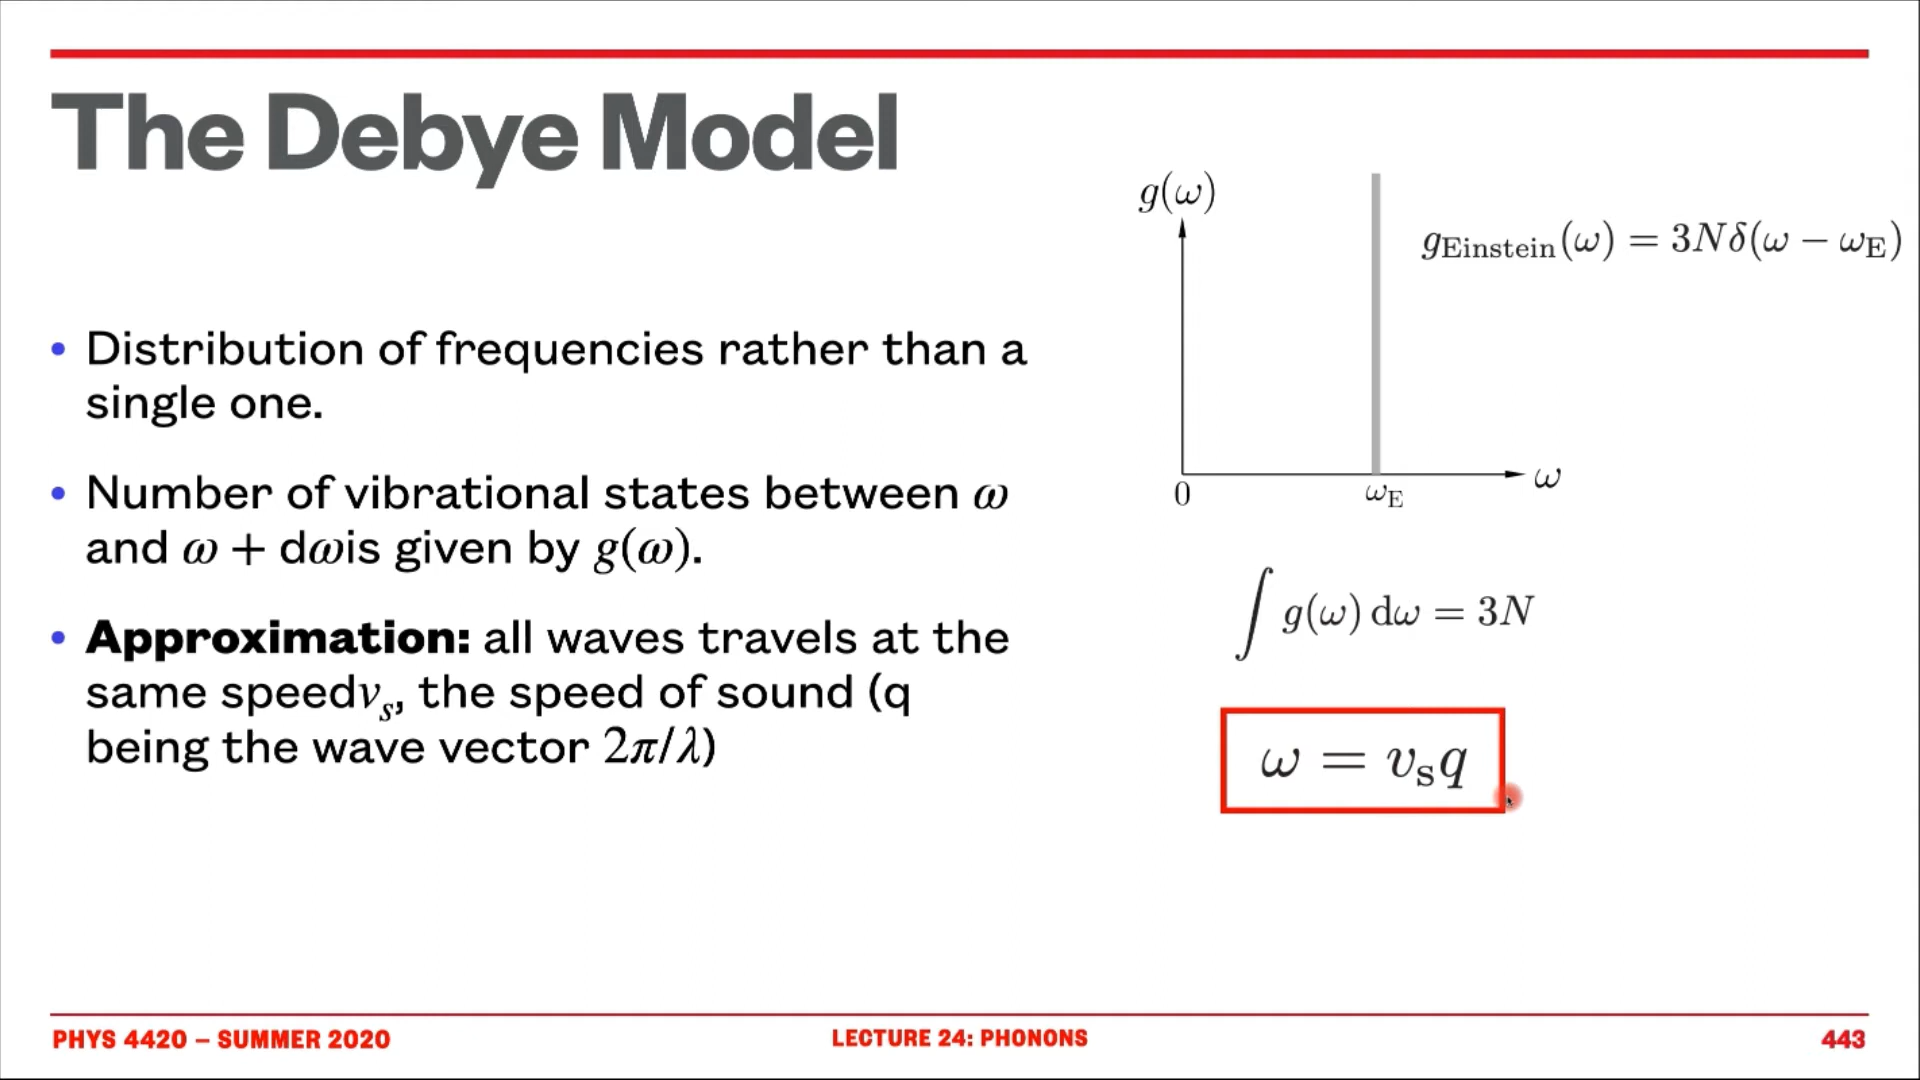 The Debye Model
• Distribution of frequencies rather than a
single one.
• Number of vibrational states between ω
and ω + dωis given by g(ω).
• Approximation: all waves travels at the
same speedvₛ, the speed of sound (q
being the wave vector 2π/λ)
g(ω)
g_Einstein(ω) = 3Nδ(ω − ω_E)
ω
0
ω_E
∫ g(ω) dω = 3N
ω = vₛq
PHYS 4420 – SUMMER 2020
LECTURE 24: PHONONS
443